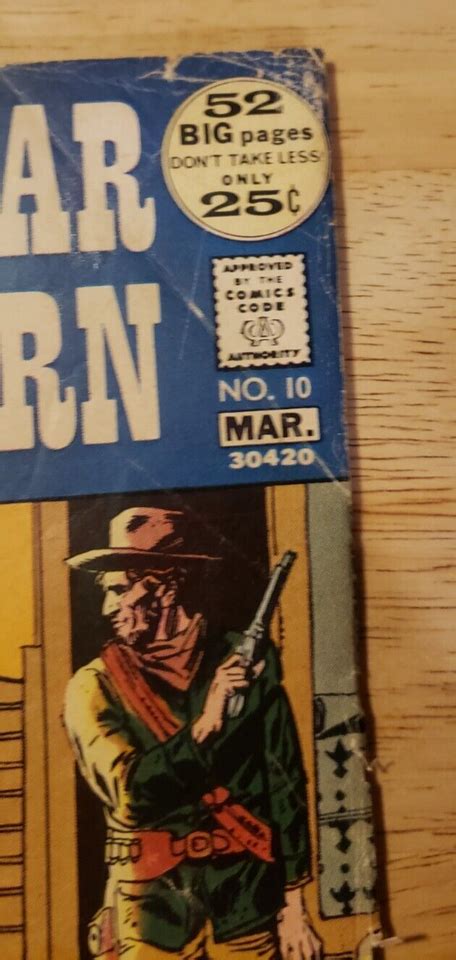 AR
RN
52
BIG pages
DON'T TAKE LESS
ONLY
25¢
APPROVED
BY THE
COMICS
CODE
CA
AUTHORITY
NO. 10
MAR.
30420